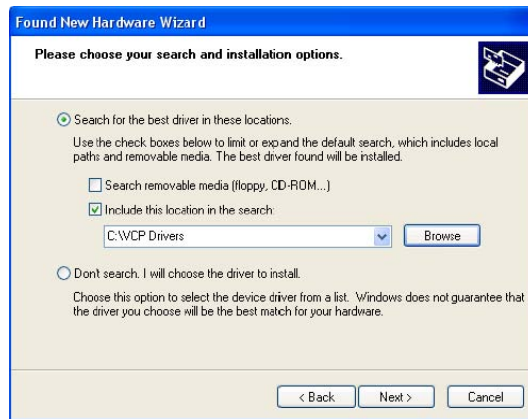 Found New Hardware Wizard
Please choose your search and installation options.
Search for the best driver in these locations.
Use the check boxes below to limit or expand the default search, which includes local
paths and removable media. The best driver found will be installed.
Search removable media (floppy, CD-ROM...)
Include this location in the search:
C:\VCP Drivers
Browse
Don't search. I will choose the driver to install.
Choose this option to select the device driver from a list. Windows does not guarantee that
the driver you choose will be the best match for your hardware.
< Back
Next >
Cancel